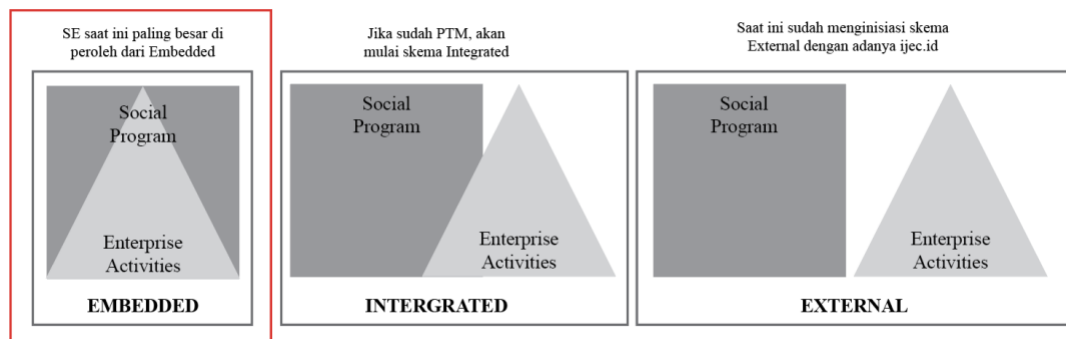 SE saat ini paling besar di
peroleh dari Embedded
Social
Program
Enterprise
Activities
EMBEDDED
Jika sudah PTM, akan
mulai skema Integrated
Social
Program
Enterprise
Activities
INTERGRATED
Saat ini sudah menginisiasi skema
External dengan adanya ijec.id
Social
Program
Enterprise
Activities
EXTERNAL